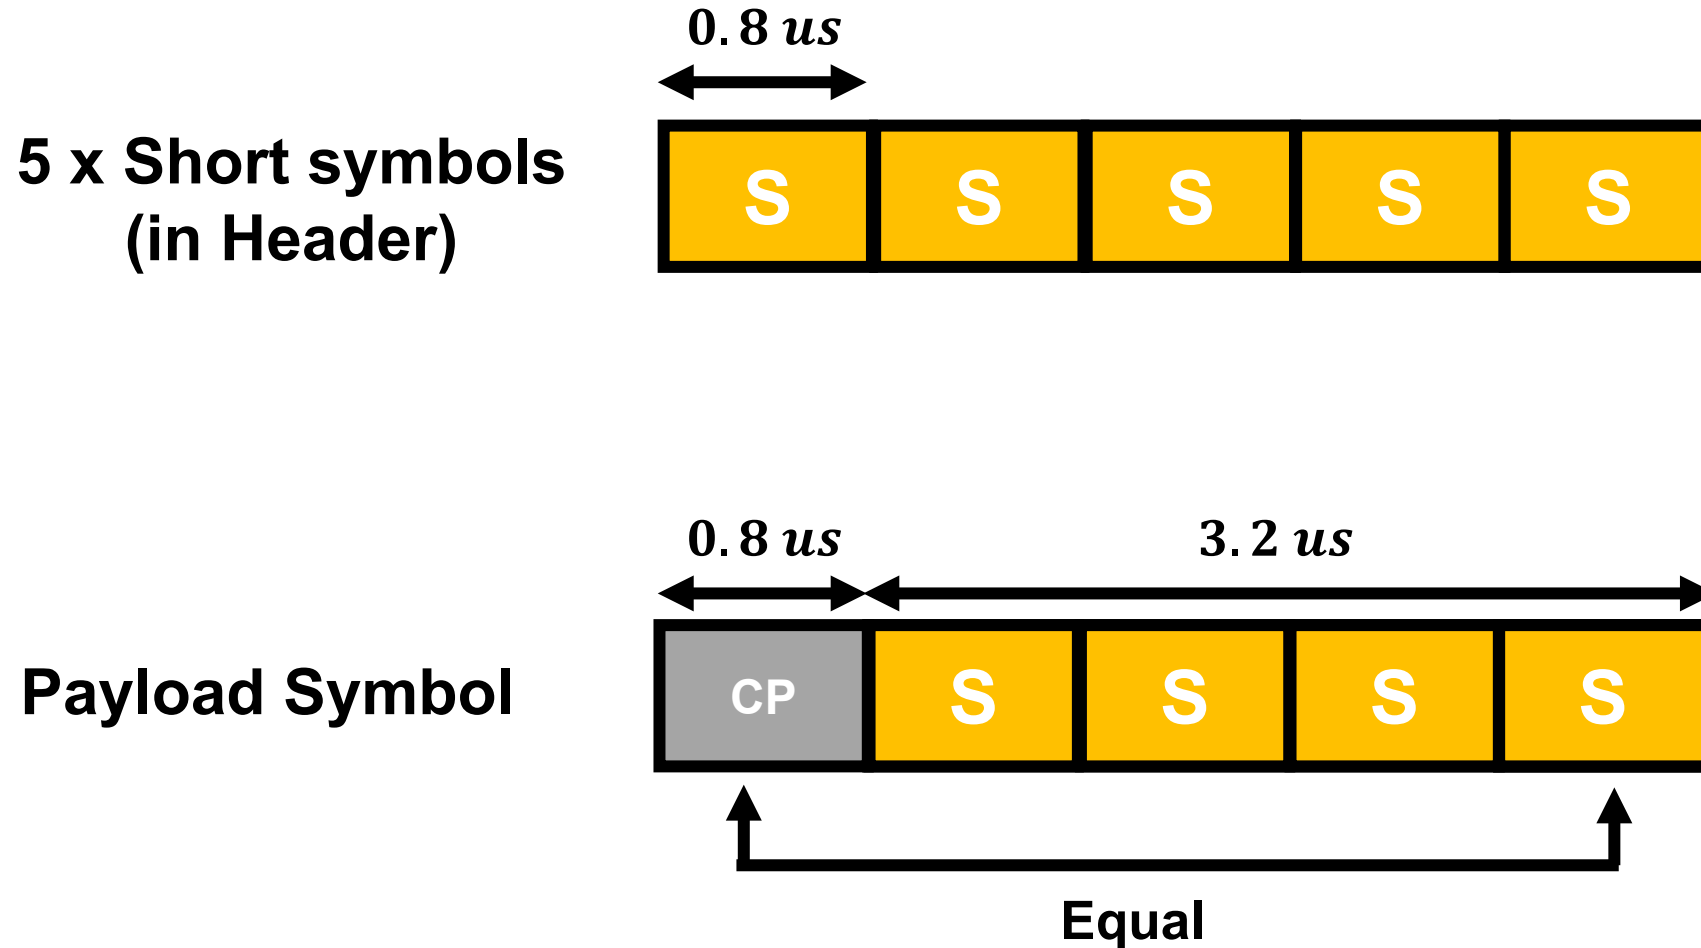 0.8 us
5 x Short symbols
(in Header)
S S S S S
0.8 us 3.2 us
Payload Symbol
CP S S S S
Equal